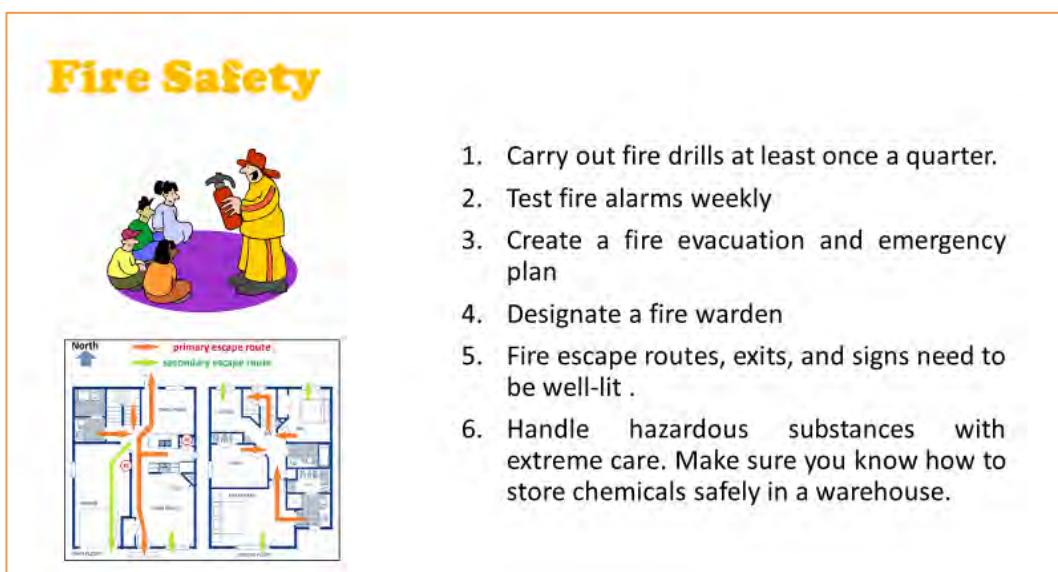 Fire Safety
1. Carry out fire drills at least once a quarter.
2. Test fire alarms weekly
3. Create a fire evacuation and emergency
plan
4. Designate a fire warden
5. Fire escape routes, exits, and signs need to
be well-lit .
6. Handle hazardous substances with
extreme care. Make sure you know how to
store chemicals safely in a warehouse.
North
primary escape route
secondary escape route